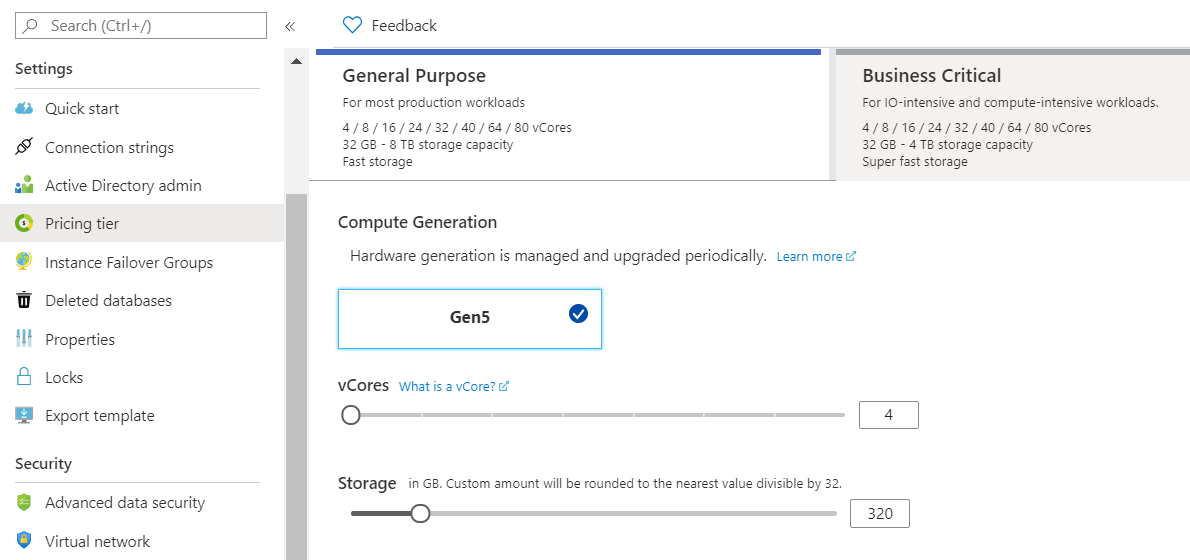 Search (Ctrl+/)
«
Feedback
Settings
Quick start
Connection strings
Active Directory admin
Pricing tier
Instance Failover Groups
Deleted databases
Properties
Locks
Export template
Security
Advanced data security
Virtual network
General Purpose
For most production workloads
4 / 8 / 16 / 24 / 32 / 40 / 64 / 80 vCores
32 GB - 8 TB storage capacity
Fast storage
Business Critical
For IO-intensive and compute-intensive workloads.
4 / 8 / 16 / 24 / 32 / 40 / 64 / 80 vCores
32 GB - 4 TB storage capacity
Super fast storage
Compute Generation
Hardware generation is managed and upgraded periodically. Learn more
Gen5
vCores What is a vCore?
4
Storage in GB. Custom amount will be rounded to the nearest value divisible by 32.
320